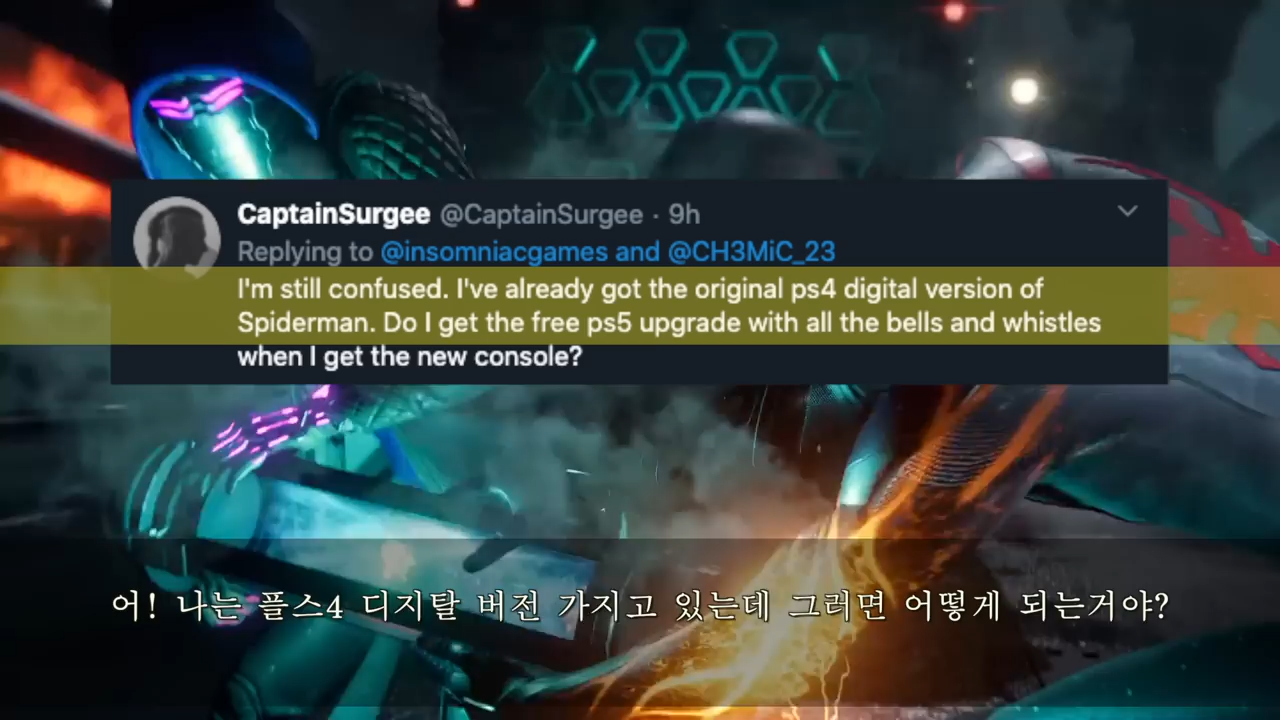 CaptainSurgee @CaptainSurgee · 9h
Replying to @insomniacgames and @CH3MiC_23
I'm still confused. I've already got the original ps4 digital version of
Spiderman. Do I get the free ps5 upgrade with all the bells and whistles
when I get the new console?
어! 나는 플스4 디지탈 버전 가지고 있는데 그러면 어떻게 되는거야?